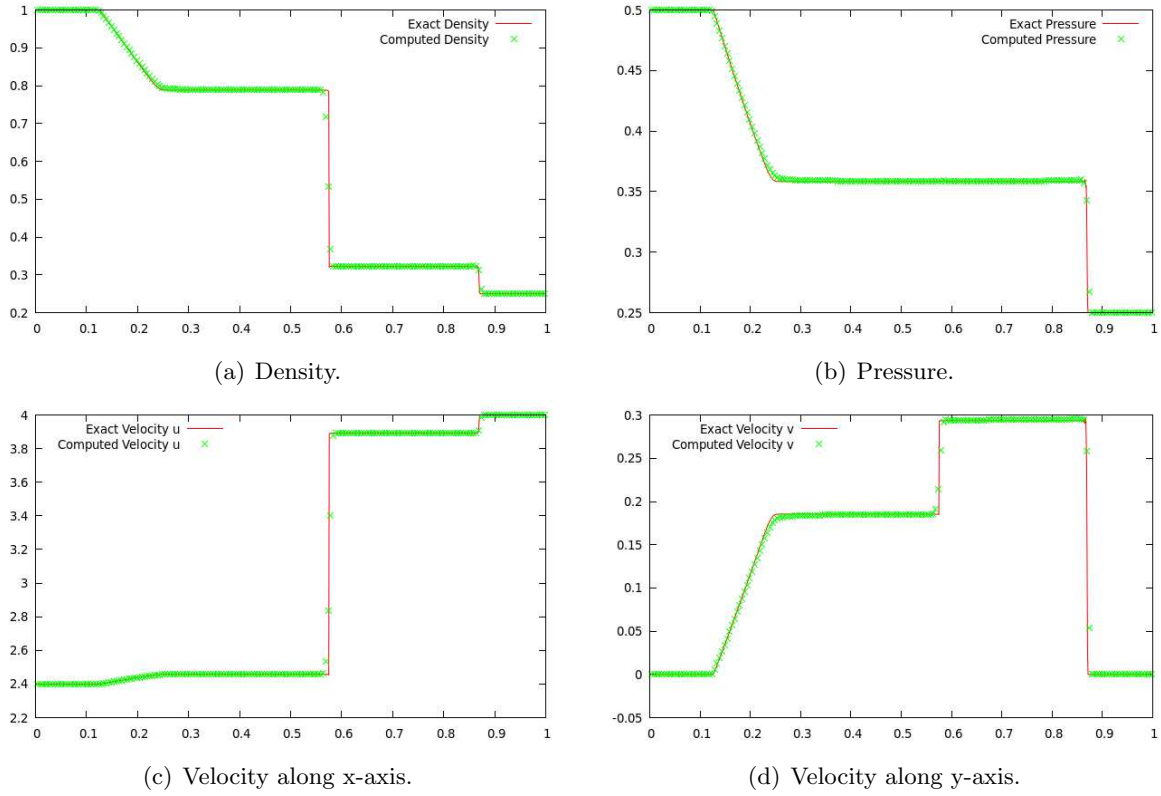 1
0.9
0.8
0.7
0.6
0.5
0.4
0.3
0.2
0 0.1 0.2 0.3 0.4 0.5 0.6 0.7 0.8 0.9 1
Exact Density
Computed Density
(a) Density.
0.5
0.45
0.4
0.35
0.3
0.25
0 0.1 0.2 0.3 0.4 0.5 0.6 0.7 0.8 0.9 1
Exact Pressure
Computed Pressure
(b) Pressure.
4
3.8
3.6
3.4
3.2
3
2.8
2.6
2.4
2.2
0 0.1 0.2 0.3 0.4 0.5 0.6 0.7 0.8 0.9 1
Exact Velocity u
Computed Velocity u
(c) Velocity along x-axis.
0.3
0.25
0.2
0.15
0.1
0.05
0
-0.05
0 0.1 0.2 0.3 0.4 0.5 0.6 0.7 0.8 0.9 1
Exact Velocity v
Computed Velocity v
(d) Velocity along y-axis.